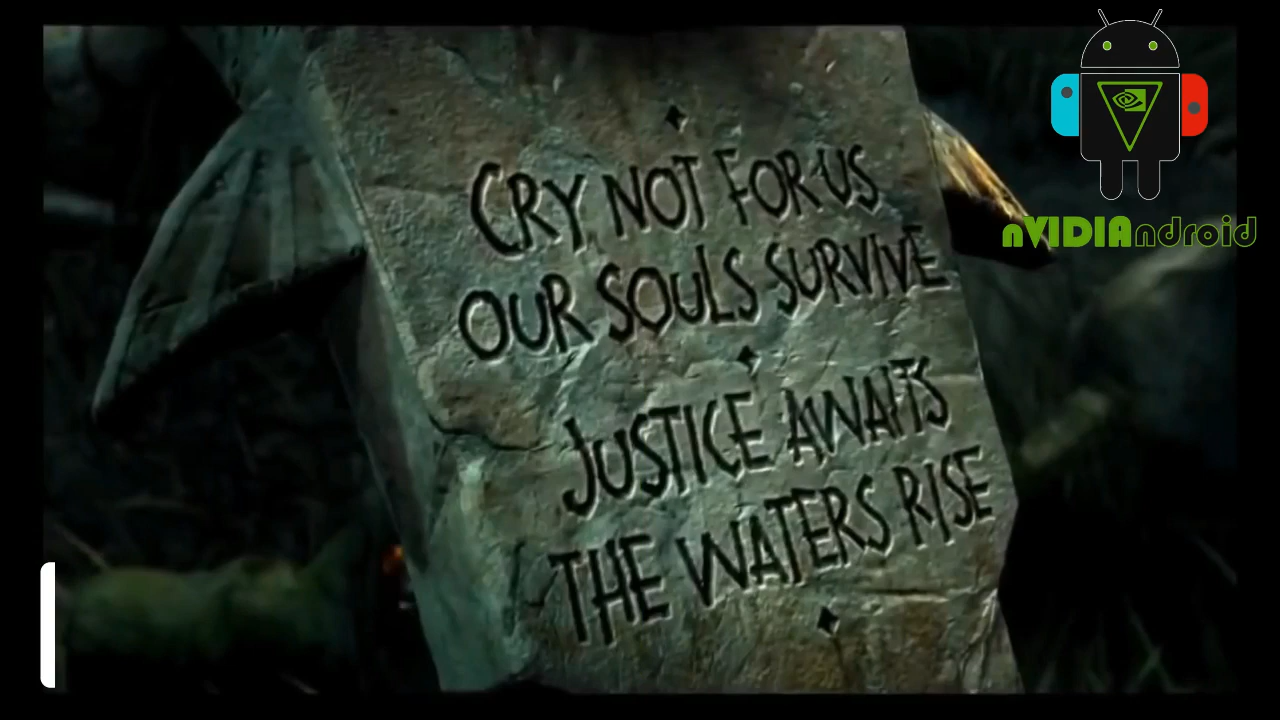 CRY NOT FOR US
OUR SOULS SURVIVE
JUSTICE AWAITS
THE WATERS RISE
nVIDIAndroid